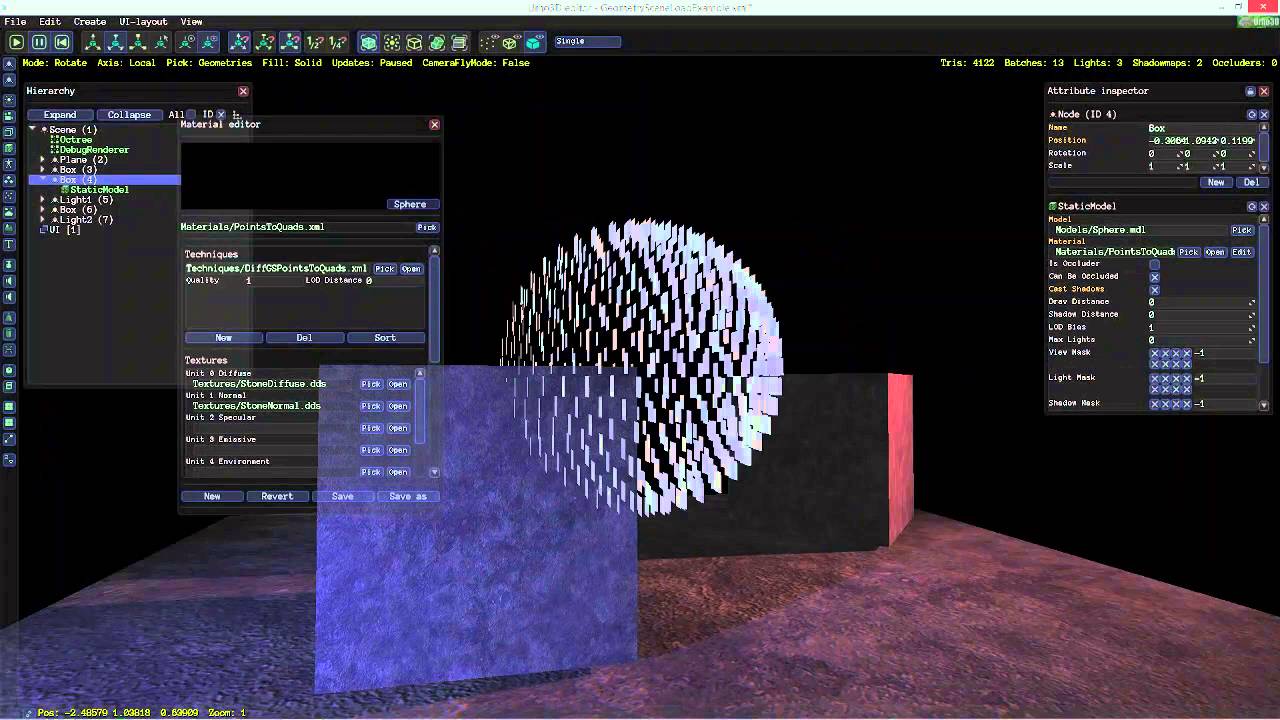 Urho3D editor - GeometrySceneLoadExample.xml*
File Edit Create UI-layout View
Single
Urho3D
Mode: Rotate Axis: Local Pick: Geometries Fill: Solid Updates: Paused CameraFlyMode: False
Tris: 4122 Batches: 13 Lights: 3 Shadowmaps: 2 Occluders: 0
Hierarchy
Expand Collapse All ID
Scene (1)
Octree
DebugRenderer
Plane (2)
Box (3)
Box (4)
StaticModel
Light1 (5)
Box (6)
Light2 (7)
UI [1]
Material editor
Sphere
Materials/PointsToQuads.xml Pick
Techniques
Techniques/DiffGSPointsToQuads.xml Pick Open
Quality 1 LOD Distance 0
New Del Sort
Textures
Unit 0 Diffuse
Textures/StoneDiffuse.dds Pick Open
Unit 1 Normal
Textures/StoneNormal.dds Pick Open
Unit 2 Specular
Pick Open
Unit 3 Emissive
Pick Open
Unit 4 Environment
Pick Open
New Revert Save Save as
Attribute inspector
Node (ID 4)
Name Box
Position
Rotation 0 0 0
Scale 1 1 1
New Del
StaticModel
Model
Models/Sphere.mdl Pick
Material
Materials/PointsToQuads Pick Open Edit
Is Occluder
Can Be Occluded
Cast Shadows
Draw Distance 0
Shadow Distance 0
LOD Bias 1
Max Lights 0
View Mask -1
Light Mask -1
Shadow Mask -1
Pos: -2.48579 1.03818 0.63909 Zoom: 1